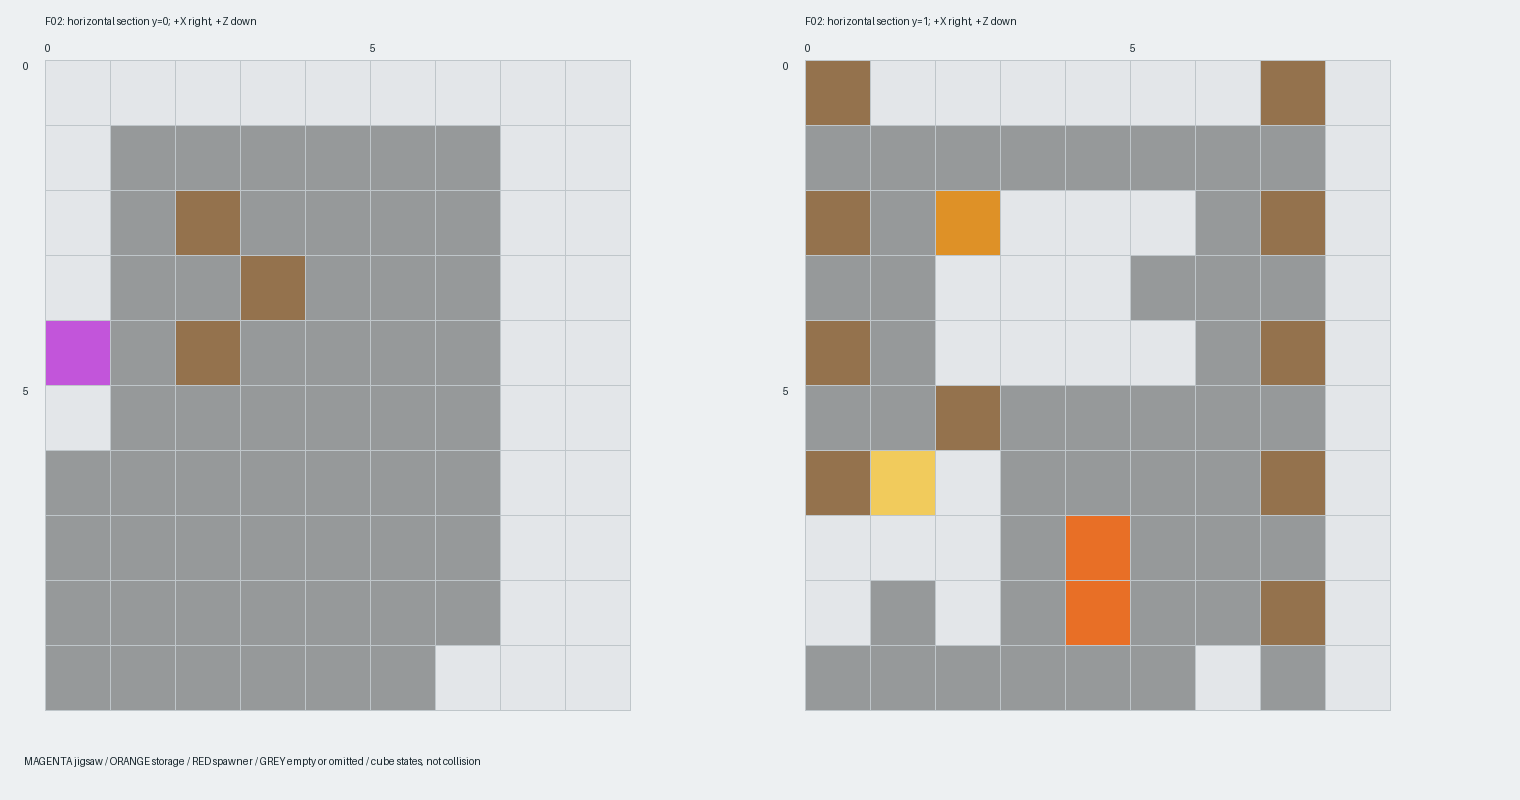 F02: horizontal section y=0; +X right, +Z down
F02: horizontal section y=1; +X right, +Z down
0 5
0 5
0
0
5
5
MAGENTA jigsaw / ORANGE storage / RED spawner / GREY empty or omitted / cube states, not collision